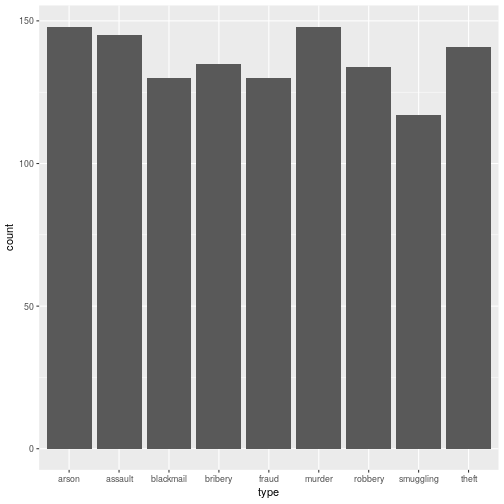 150
100
50
0
count
arson assault blackmail bribery fraud murder robbery smuggling theft
type